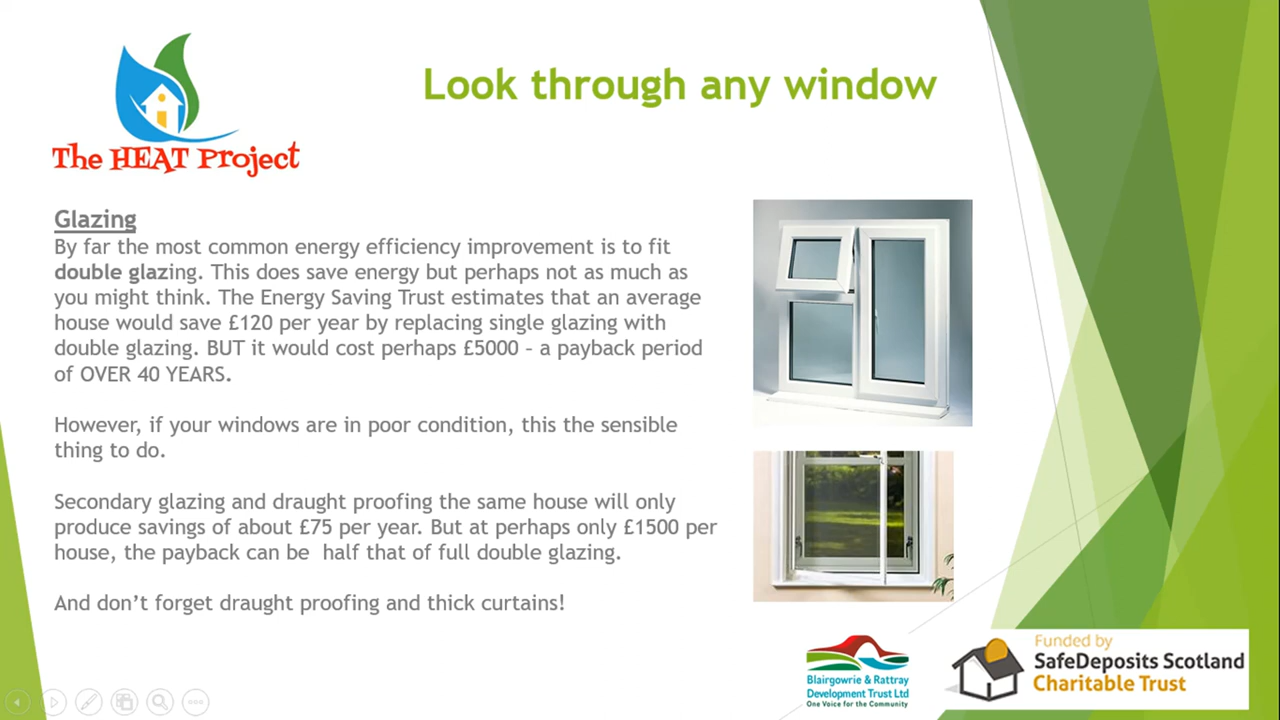 Look through any window
The HEAT Project
Glazing
By far the most common energy efficiency improvement is to fit
double glazing. This does save energy but perhaps not as much as
you might think. The Energy Saving Trust estimates that an average
house would save £120 per year by replacing single glazing with
double glazing. BUT it would cost perhaps £5000 – a payback period
of OVER 40 YEARS.
However, if your windows are in poor condition, this the sensible
thing to do.
Secondary glazing and draught proofing the same house will only
produce savings of about £75 per year. But at perhaps only £1500 per
house, the payback can be  half that of full double glazing.
And don’t forget draught proofing and thick curtains!
Blairgowrie & Rattray
Development Trust Ltd
One Voice for the Community
Funded by
SafeDeposits Scotland
Charitable Trust